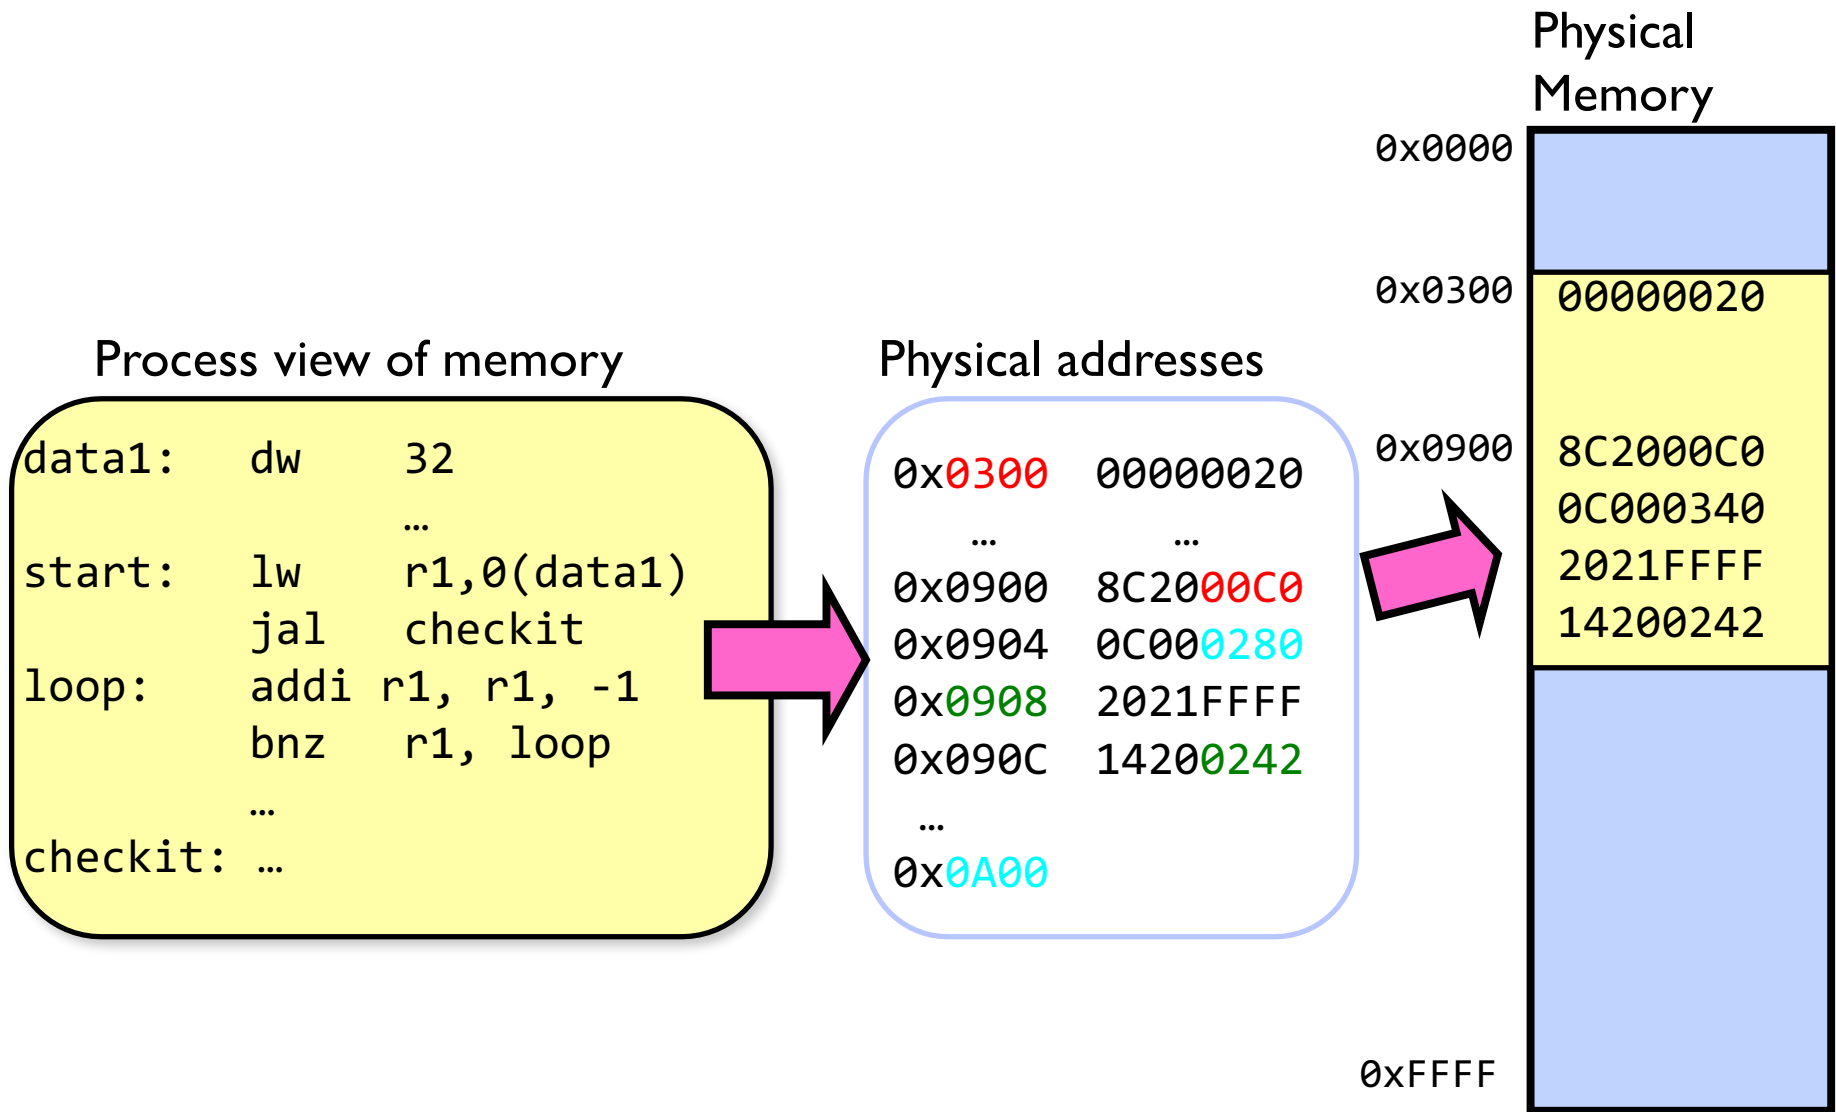 Physical
Memory
0x0000
0x0300 00000020
0x0900 8C2000C0
0C000340
2021FFFF
14200242
0xFFFF
Process view of memory
data1: dw 32
…
start: lw r1,0(data1)
jal checkit
loop: addi r1, r1, -1
bnz r1, loop
…
checkit: …
Physical addresses
0x0300 00000020
… …
0x0900 8C2000C0
0x0904 0C000280
0x0908 2021FFFF
0x090C 14200242
…
0x0A00